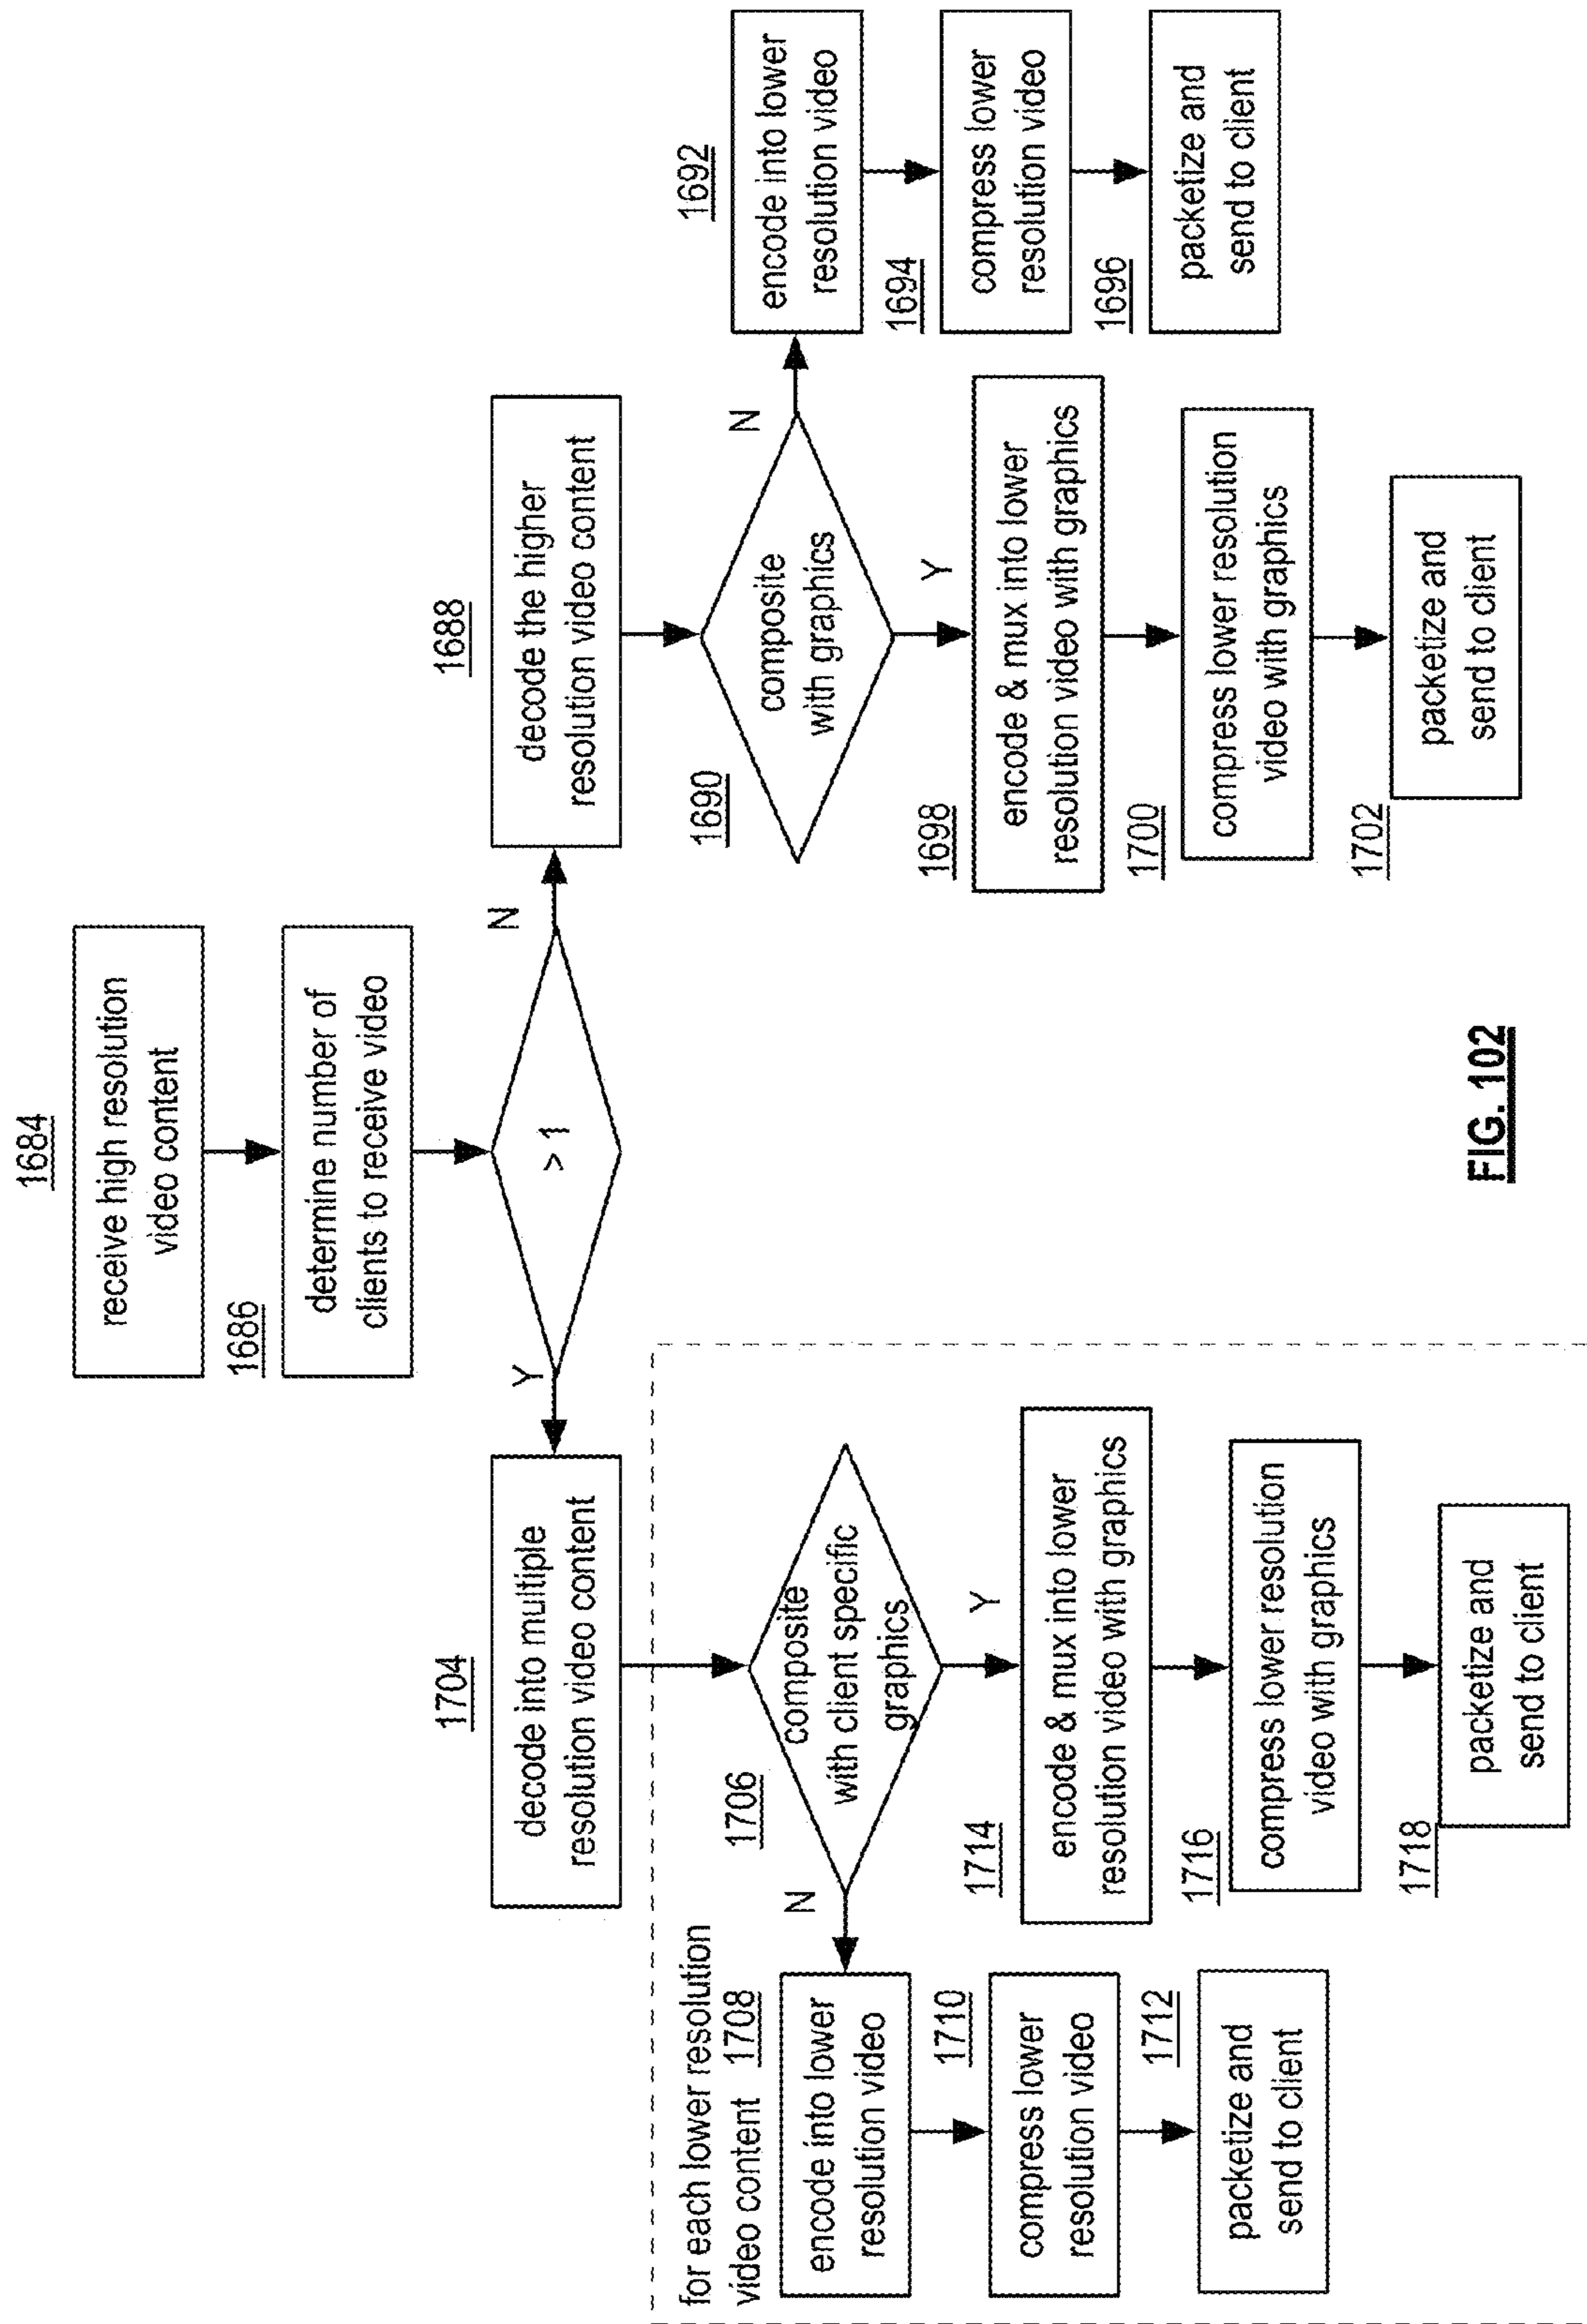 1684
receive high resolution
video content
1686
determine number of
clients to receive video
> 1
Y
N
1704
decode into multiple
resolution video content
1688
decode the higher
resolution video content
for each lower resolution
video content
1706
composite
with client specific
graphics
N
Y
1708
encode into lower
resolution video
1710
compress lower
resolution video
1712
packetize and
send to client
1714
encode & mux into lower
resolution video with graphics
1716
compress lower resolution
video with graphics
1718
packetize and
send to client
1690
composite
with graphics
N
Y
1692
encode into lower
resolution video
1694
compress lower
resolution video
1696
packetize and
send to client
1698
encode & mux into lower
resolution video with graphics
1700
compress lower resolution
video with graphics
1702
packetize and
send to client
FIG. 102